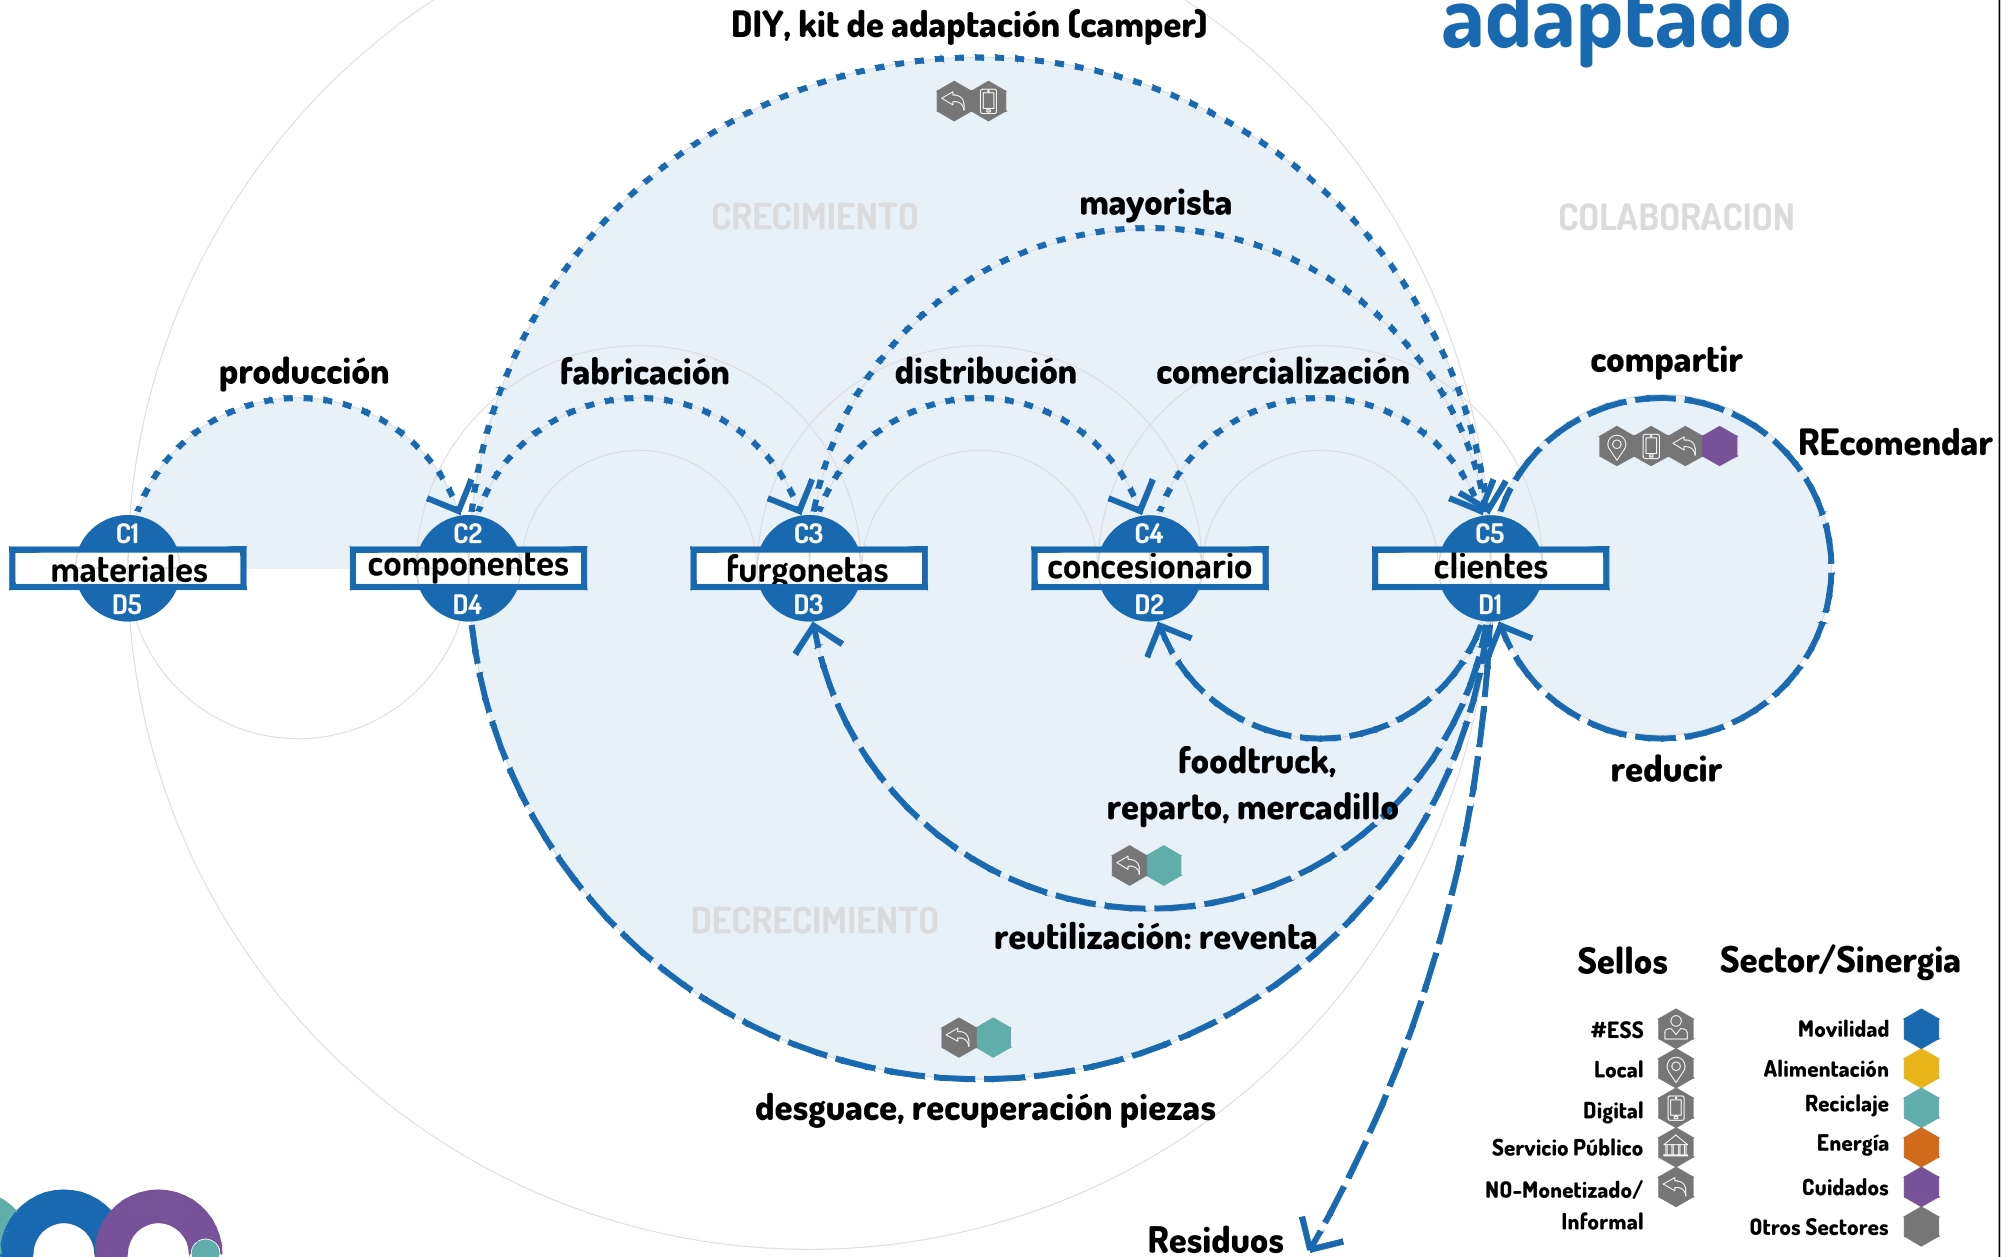 adaptado
DIY, kit de adaptación (camper)
CRECIMIENTO
mayorista
COLABORACION
producción
fabricación
distribución
comercialización
compartir
REcomendar
C1
materiales
D5
C2
componentes
D4
C3
furgonetas
D3
C4
concesionario
D2
C5
clientes
D1
foodtruck,
reparto, mercadillo
reducir
DECRECIMIENTO
reutilización: reventa
desguace, recuperación piezas
Residuos
Sellos
#ESS
Local
Digital
Servicio Público
NO-Monetizado/
Informal
Sector/Sinergia
Movilidad
Alimentación
Reciclaje
Energía
Cuidados
Otros Sectores